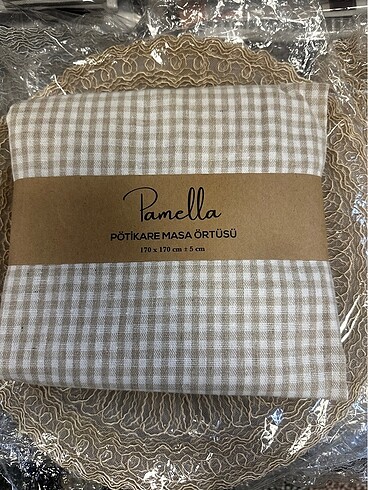 Pamella
PÖTİKARE MASA ÖRTÜSÜ
170 x 170 cm ± 5 cm